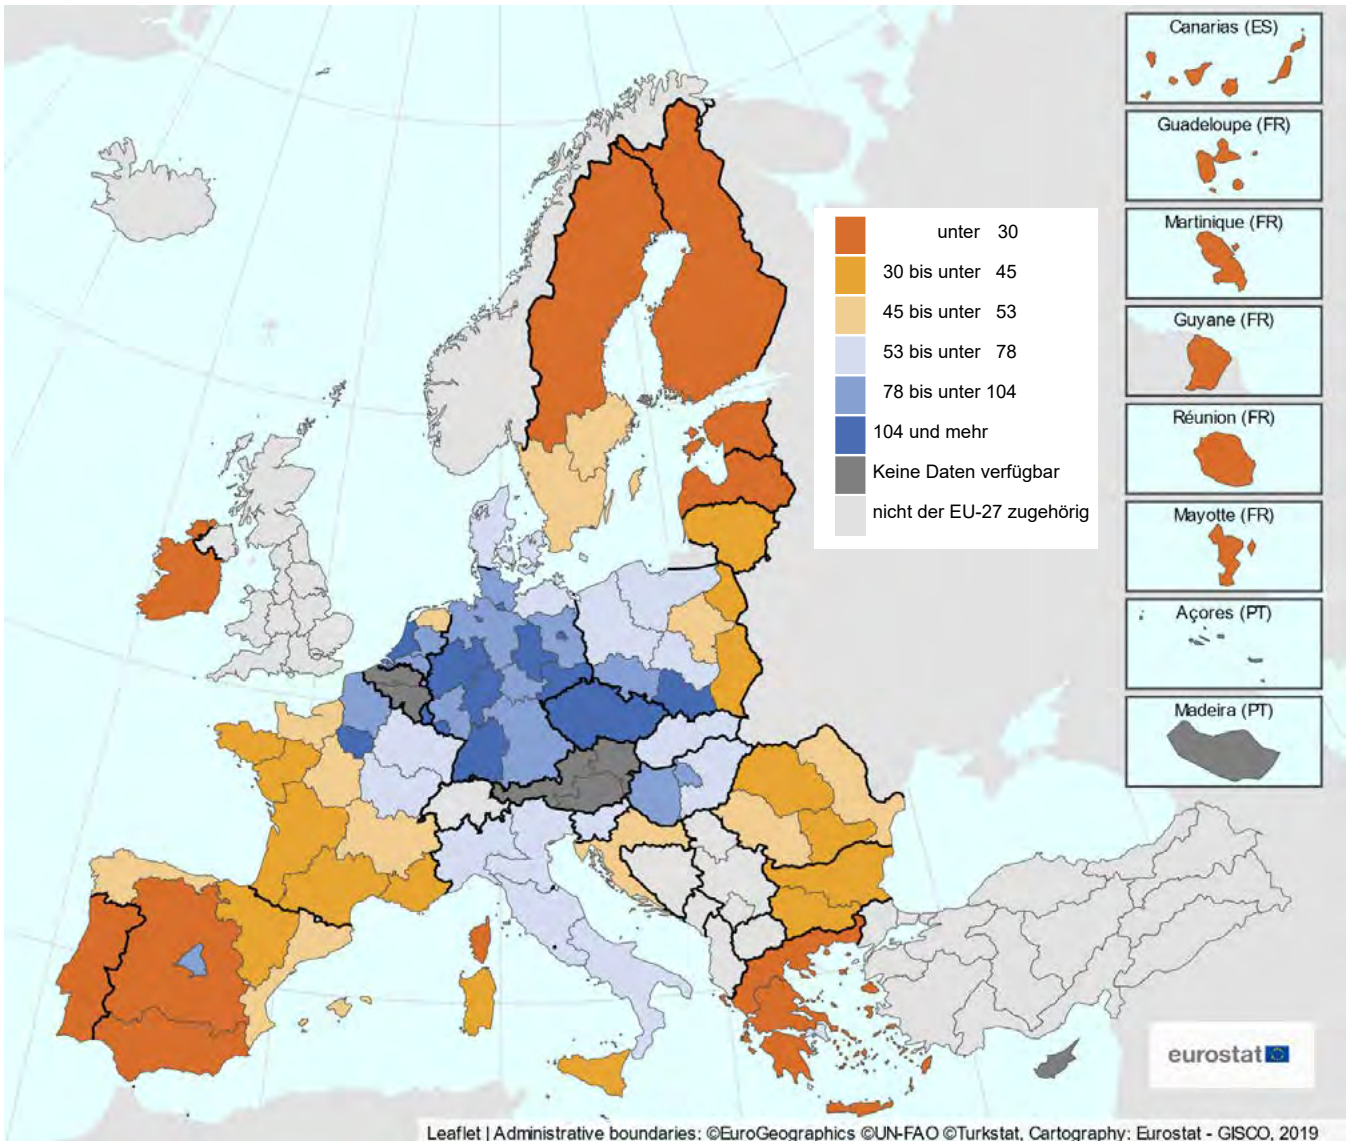 Canarias (ES)
Guadeloupe (FR)
Martinique (FR)
Guyane (FR)
Réunion (FR)
Mayotte (FR)
Açores (PT)
Madeira (PT)
unter 30
30 bis unter 45
45 bis unter 53
53 bis unter 78
78 bis unter 104
104 und mehr
Keine Daten verfügbar
nicht der EU-27 zugehörig
eurostat
Leaflet | Administrative boundaries: ©EuroGeographics ©UN-FAO ©Turkstat, Cartography: Eurostat - GISCO, 2019